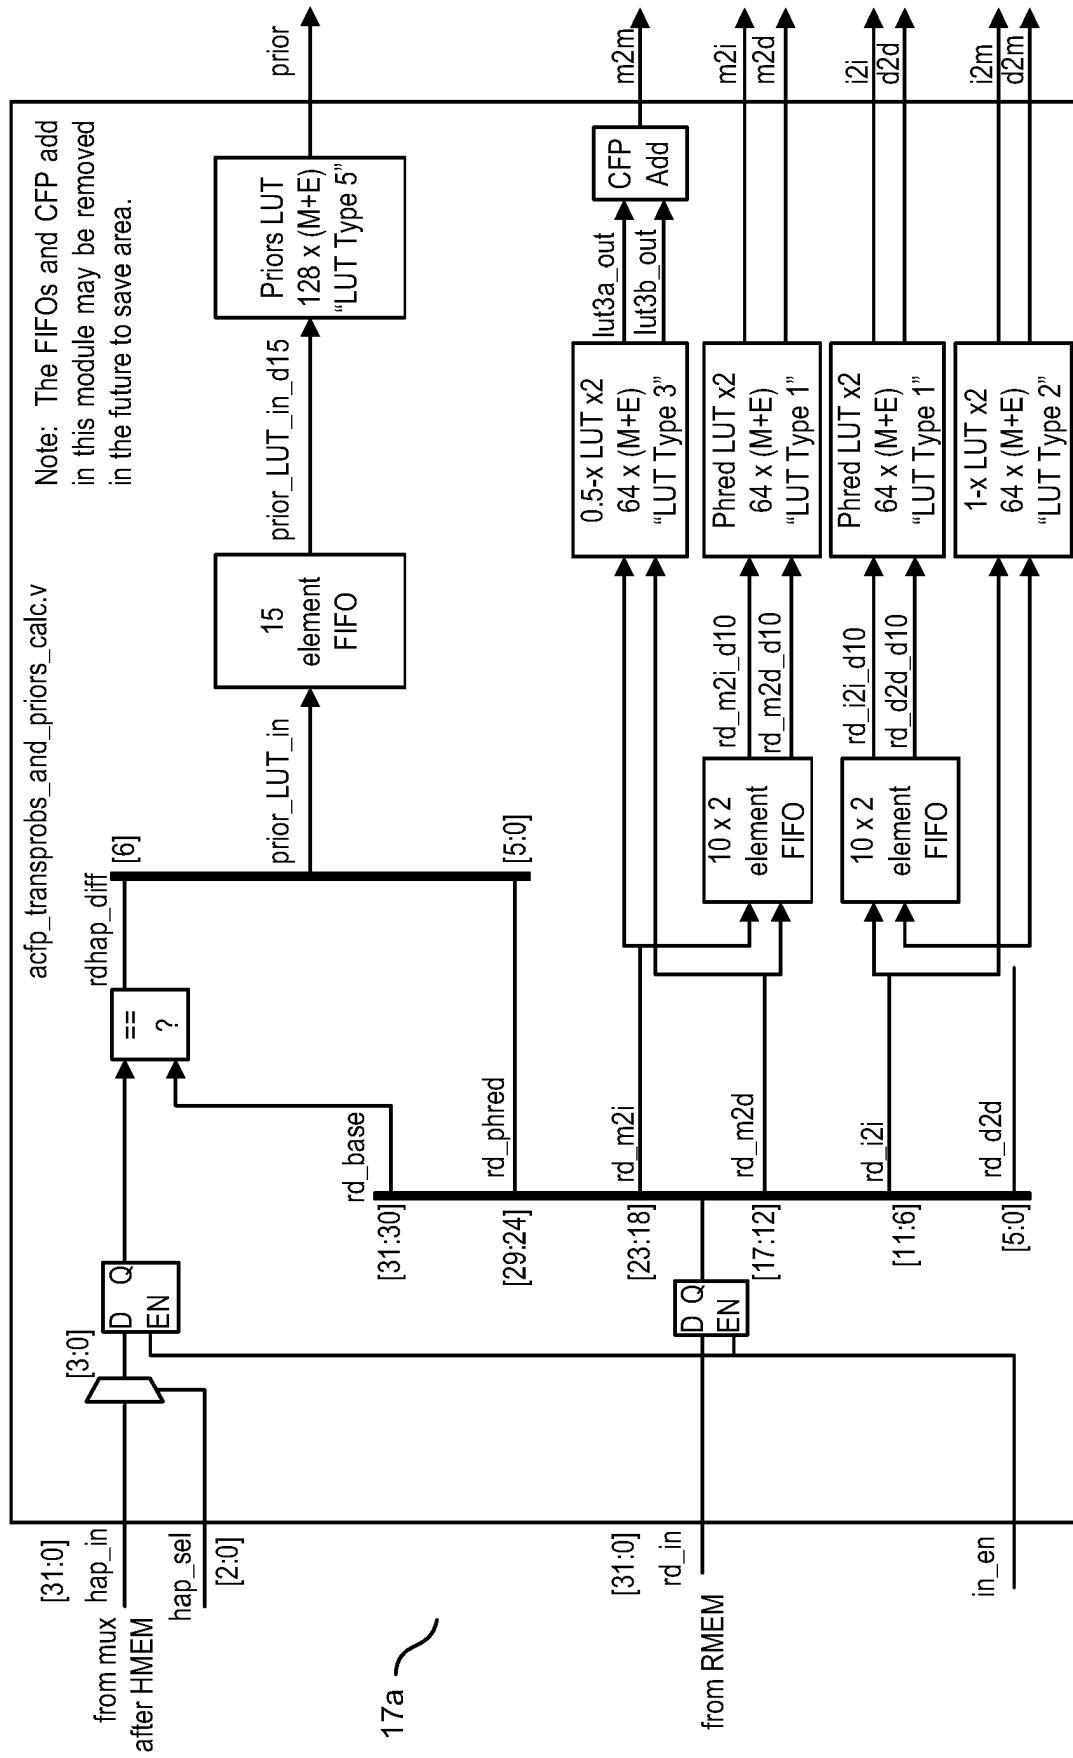 acfp_transprobs_and_priors_calc.v
Note: The FIFOs and CFP add
in this module may be removed
in the future to save area.
[31:0]
hap_in
from mux
after HMEM
hap_sel
[2:0]
[3:0]
D Q
EN
==
?
rdhap_diff
[6]
[5:0]
prior_LUT_in
15
element
FIFO
prior_LUT_in_d15
Priors LUT
128 x (M+E)
“LUT Type 5”
prior
17a
[31:0]
rd_in
from RMEM
in_en
D Q
EN
rd_base
[31:30]
rd_phred
[29:24]
rd_m2i
[23:18]
rd_m2d
[17:12]
rd_i2i
[11:6]
rd_d2d
[5:0]
10 x 2
element
FIFO
rd_m2i_d10
rd_m2d_d10
10 x 2
element
FIFO
rd_i2i_d10
rd_d2d_d10
0.5-x LUT x2
64 x (M+E)
“LUT Type 3”
lut3a_out
lut3b_out
CFP
Add
m2m
Phred LUT x2
64 x (M+E)
“LUT Type 1”
m2i
m2d
Phred LUT x2
64 x (M+E)
“LUT Type 1”
i2i
d2d
1-x LUT x2
64 x (M+E)
“LUT Type 2”
i2m
d2m